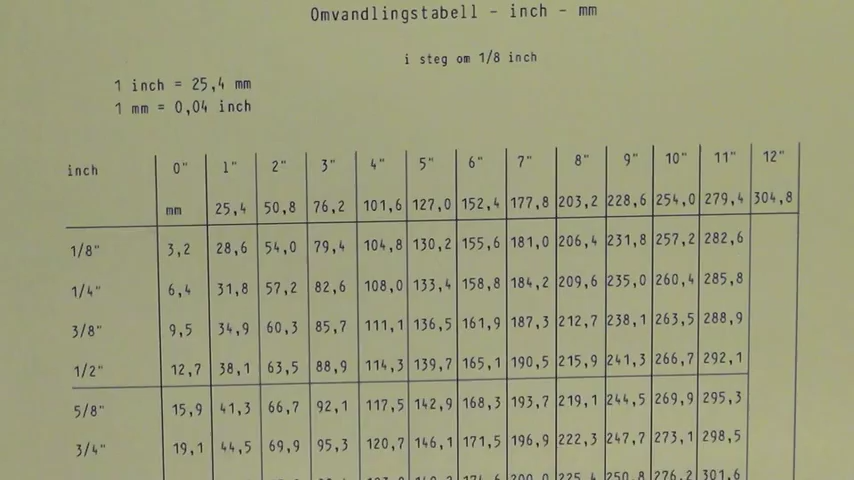 Omvandlingstabell - inch - mm
i steg om 1/8 inch
1 inch = 25,4 mm
1 mm = 0,04 inch
inch 0" 1" 2" 3" 4" 5" 6" 7" 8" 9" 10" 11" 12"
mm 25,4 50,8 76,2 101,6 127,0 152,4 177,8 203,2 228,6 254,0 279,4 304,8
1/8" 3,2 28,6 54,0 79,4 104,8 130,2 155,6 181,0 206,4 231,8 257,2 282,6
1/4" 6,4 31,8 57,2 82,6 108,0 133,4 158,8 184,2 209,6 235,0 260,4 285,8
3/8" 9,5 34,9 60,3 85,7 111,1 136,5 161,9 187,3 212,7 238,1 263,5 288,9
1/2" 12,7 38,1 63,5 88,9 114,3 139,7 165,1 190,5 215,9 241,3 266,7 292,1
5/8" 15,9 41,3 66,7 92,1 117,5 142,9 168,3 193,7 219,1 244,5 269,9 295,3
3/4" 19,1 44,5 69,9 95,3 120,7 146,1 171,5 196,9 222,3 247,7 273,1 298,5
200,0 225,4 250,8 276,2 301,6